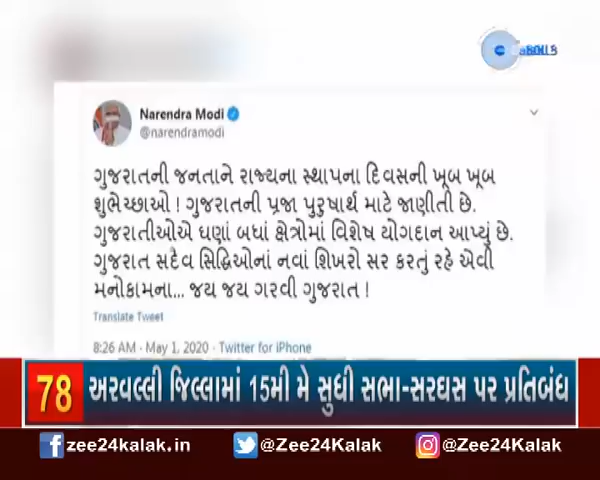 Narendra Modi
@narendramodi
ગુજરાતની જનતાને રાજ્યના સ્થાપના દિવસની ખૂબ ખૂબ
શુભેચ્છાઓ ! ગુજરાતની પ્રજા પુરુષાર્થ માટે જાણીતી છે.
ગુજરાતીઓએ ઘણાં બધાં ક્ષેત્રોમાં વિશેષ યોગદાન આપ્યું છે.
ગુજરાત સદૈવ સિદ્ધિઓનાં નવાં શિખરો સર કરતું રહે એવી
મનોકામના... જય જય ગરવી ગુજરાત !
Translate Tweet
8:26 AM · May 1, 2020 · Twitter for iPhone
78 અરવલ્લી જિલ્લામાં 15મી મે સુધી સભા-સરઘસ પર પ્રતિબંધ
zee24kalak.in @Zee24Kalak @Zee24Kalak